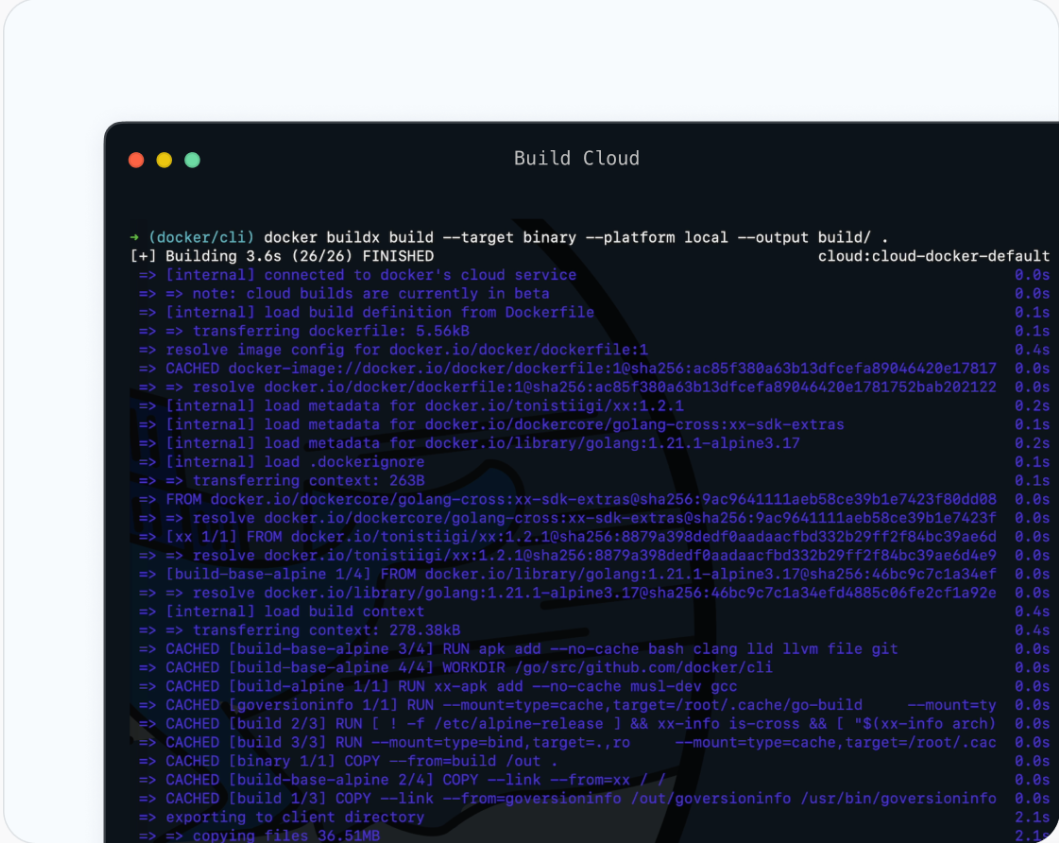 Build Cloud
→ (docker/cli) docker buildx build --target binary --platform local --output build/ .
[+] Building 3.6s (26/26) FINISHED cloud:cloud-docker-default
=> [internal] connected to docker's cloud service 0.0s
=> => note: cloud builds are currently in beta 0.0s
=> [internal] load build definition from Dockerfile 0.1s
=> => transferring dockerfile: 5.56kB 0.1s
=> resolve image config for docker.io/docker/dockerfile:1 0.4s
=> CACHED docker-image://docker.io/docker/dockerfile:1@sha256:ac85f380a63b13dfcefa89046420e17817 0.0s
=> => resolve docker.io/docker/dockerfile:1@sha256:ac85f380a63b13dfcefa89046420e1781752bab202122 0.0s
=> [internal] load metadata for docker.io/tonistiigi/xx:1.2.1 0.2s
=> [internal] load metadata for docker.io/dockercore/golang-cross:xx-sdk-extras 0.1s
=> [internal] load metadata for docker.io/library/golang:1.21.1-alpine3.17 0.2s
=> [internal] load .dockerignore 0.1s
=> => transferring context: 263B 0.1s
=> FROM docker.io/dockercore/golang-cross:xx-sdk-extras@sha256:9ac9641111aeb58ce39b1e7423f80dd08 0.0s
=> => resolve docker.io/dockercore/golang-cross:xx-sdk-extras@sha256:9ac9641111aeb58ce39b1e7423f 0.0s
=> [xx 1/1] FROM docker.io/tonistiigi/xx:1.2.1@sha256:8879a398dedf0aadaacfbd332b29ff2f84bc39ae6d 0.0s
=> => resolve docker.io/tonistiigi/xx:1.2.1@sha256:8879a398dedf0aadaacfbd332b29ff2f84bc39ae6d4e9 0.0s
=> [build-base-alpine 1/4] FROM docker.io/library/golang:1.21.1-alpine3.17@sha256:46bc9c7c1a34ef 0.0s
=> => resolve docker.io/library/golang:1.21.1-alpine3.17@sha256:46bc9c7c1a34efd4885c06fe2cf1a92e 0.0s
=> [internal] load build context 0.4s
=> => transferring context: 278.38kB 0.4s
=> CACHED [build-base-alpine 3/4] RUN apk add --no-cache bash clang lld llvm file git 0.0s
=> CACHED [build-base-alpine 4/4] WORKDIR /go/src/github.com/docker/cli 0.0s
=> CACHED [build-alpine 1/1] RUN xx-apk add --no-cache musl-dev gcc 0.0s
=> CACHED [goversioninfo 1/1] RUN --mount=type=cache,target=/root/.cache/go-build     --mount=ty 0.0s
=> CACHED [build 2/3] RUN [ ! -f /etc/alpine-release ] && xx-info is-cross && [ "$(xx-info arch) 0.0s
=> CACHED [build 3/3] RUN --mount=type=bind,target=.,ro     --mount=type=cache,target=/root/.cac 0.0s
=> CACHED [binary 1/1] COPY --from=build /out . 0.0s
=> CACHED [build-base-alpine 2/4] COPY --link --from=xx / / 0.0s
=> CACHED [build 1/3] COPY --link --from=goversioninfo /out/goversioninfo /usr/bin/goversioninfo 0.0s
=> exporting to client directory 2.1s
=> => copying files 36.51MB 2.1s